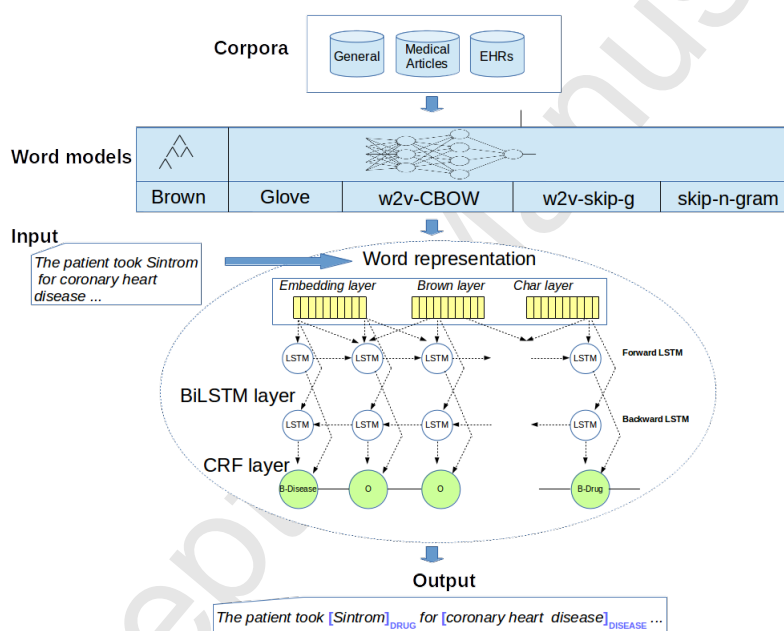 Corpora
General
Medical
Articles
EHRs
Word models
Brown
Glove
w2v-CBOW
w2v-skip-g
skip-n-gram
Input
The patient took Sintrom
for coronary heart
disease ...
Word representation
Embedding layer
Brown layer
Char layer
LSTM
LSTM
LSTM
LSTM
Forward LSTM
BiLSTM layer
LSTM
LSTM
LSTM
LSTM
Backward LSTM
CRF layer
B-Disease
O
O
B-Drug
Output
The patient took [Sintrom]DRUG for [coronary heart disease]DISEASE ...